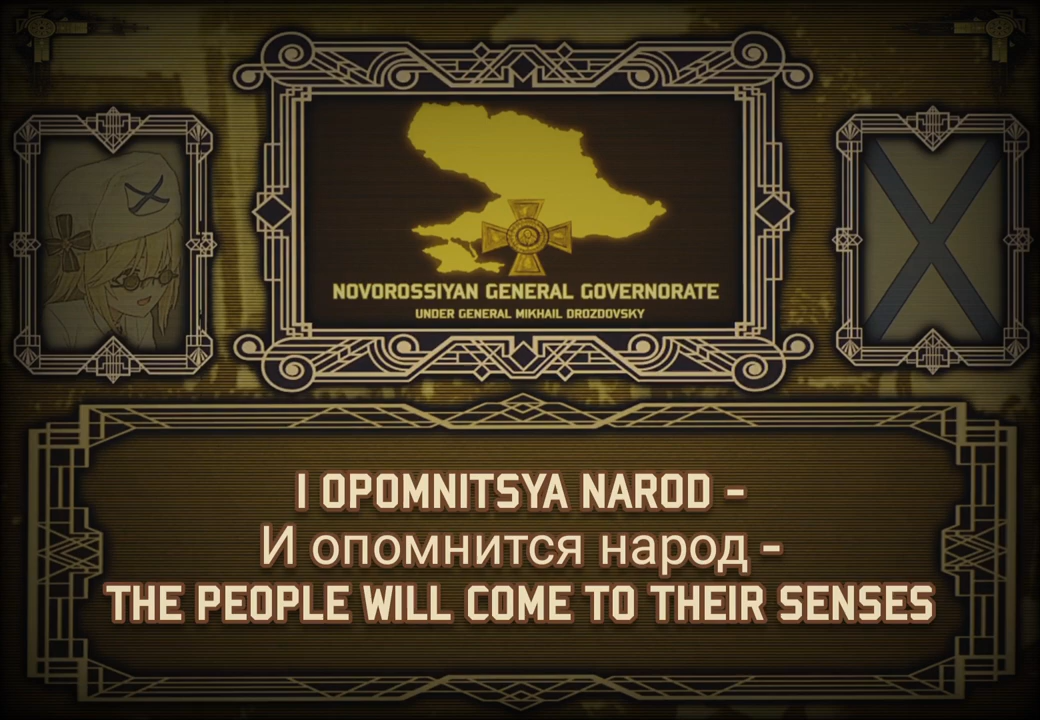 NOVOROSSIYAN GENERAL GOVERNORATE
UNDER GENERAL MIKHAIL DROZDOVSKY
I OPOMNITSYA NAROD -
И опомнится народ -
THE PEOPLE WILL COME TO THEIR SENSES